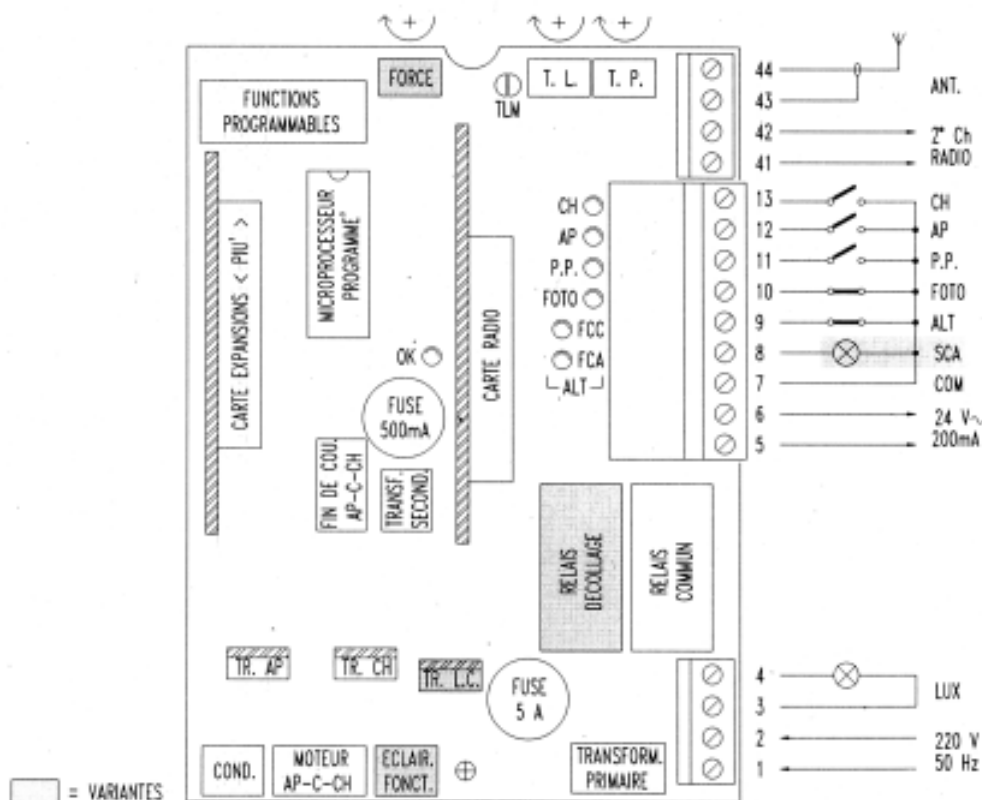 FORCE
T. L.
T. P.
TLM
FUNCTIONS
PROGRAMMABLES
CARTE EXPANSIONS < PIU' >
MICROPROCESSEUR
PROGRAMME"
OK
FUSE
500mA
CARTE RADIO
FIN DE COU.
AP-C-CH
TRANSF.
SECOND.
CH
AP
P.P.
FOTO
FCC
FCA
ALT
RELAIS
DECOLLAGE
RELAIS
COMMUN
TR. AP
TR. CH
TR. L.C.
FUSE
5 A
COND.
MOTEUR
AP-C-CH
ECLAIR.
FONCT.
TRANSFORM.
PRIMAIRE
44
43
ANT.
42
41
2° Ch
RADIO
13 CH
12 AP
11 P.P.
10 FOTO
9 ALT
8 SCA
7 COM
6
5
24 V~
200mA
4
3
LUX
2
1
220 V
50 Hz
= VARIANTES